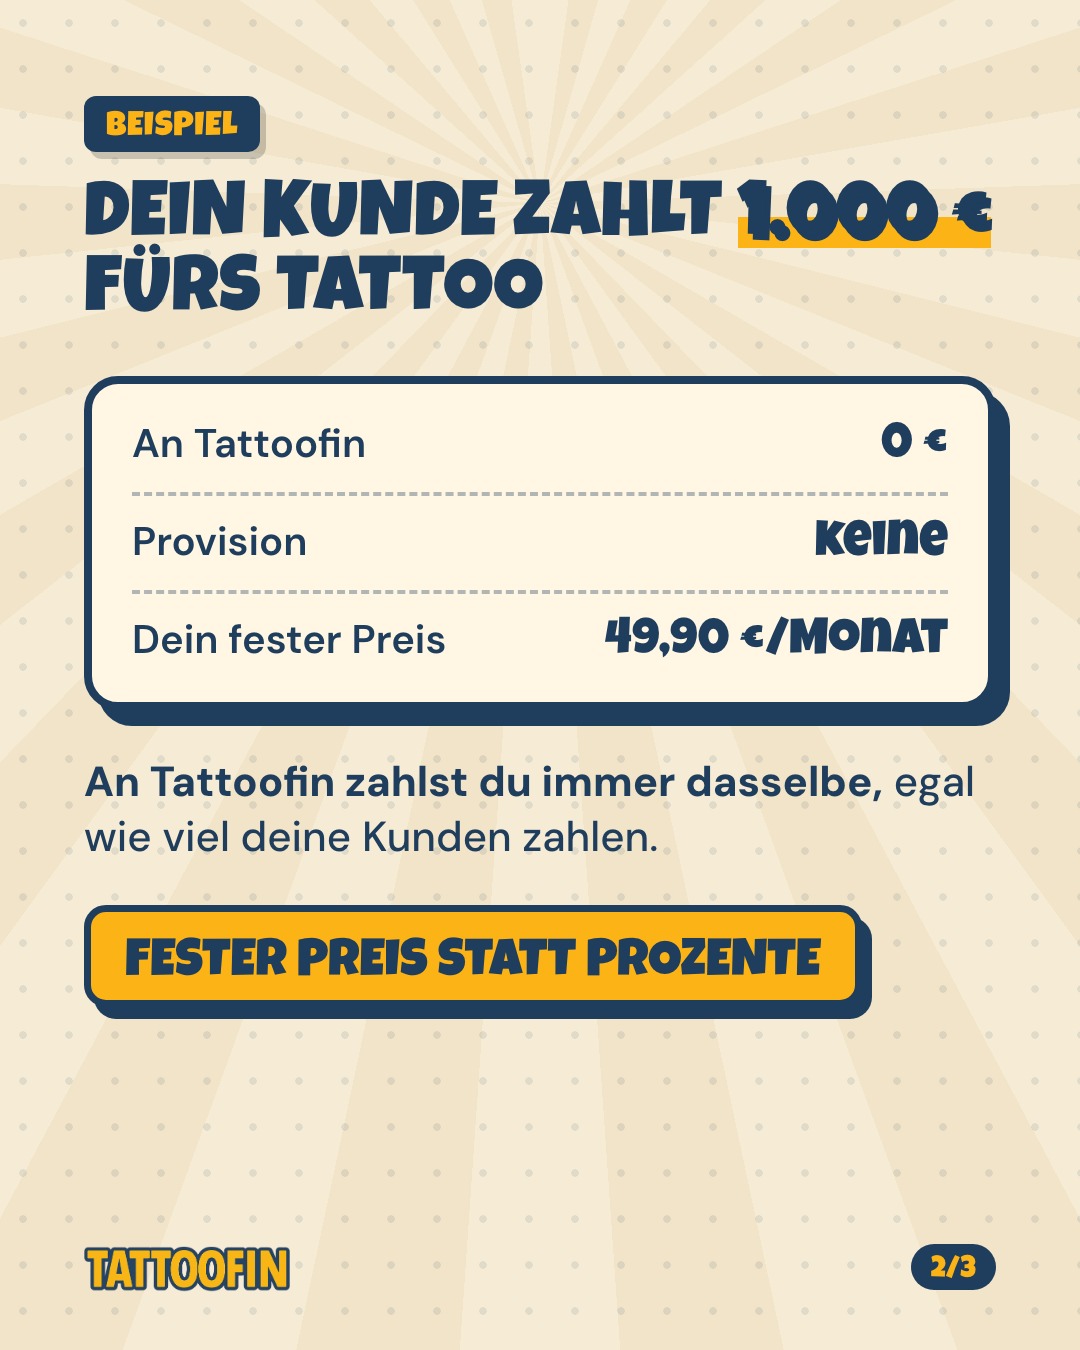 BEISPIEL
DEIN KUNDE ZAHLT 1.000 €
FÜRS TATTOO
An Tattoofin 0 €
Provision keine
Dein fester Preis 49,90 €/Monat
An Tattoofin zahlst du immer dasselbe, egal
wie viel deine Kunden zahlen.
FESTER PREIS STATT PROZENTE
TATTOOFIN
2/3